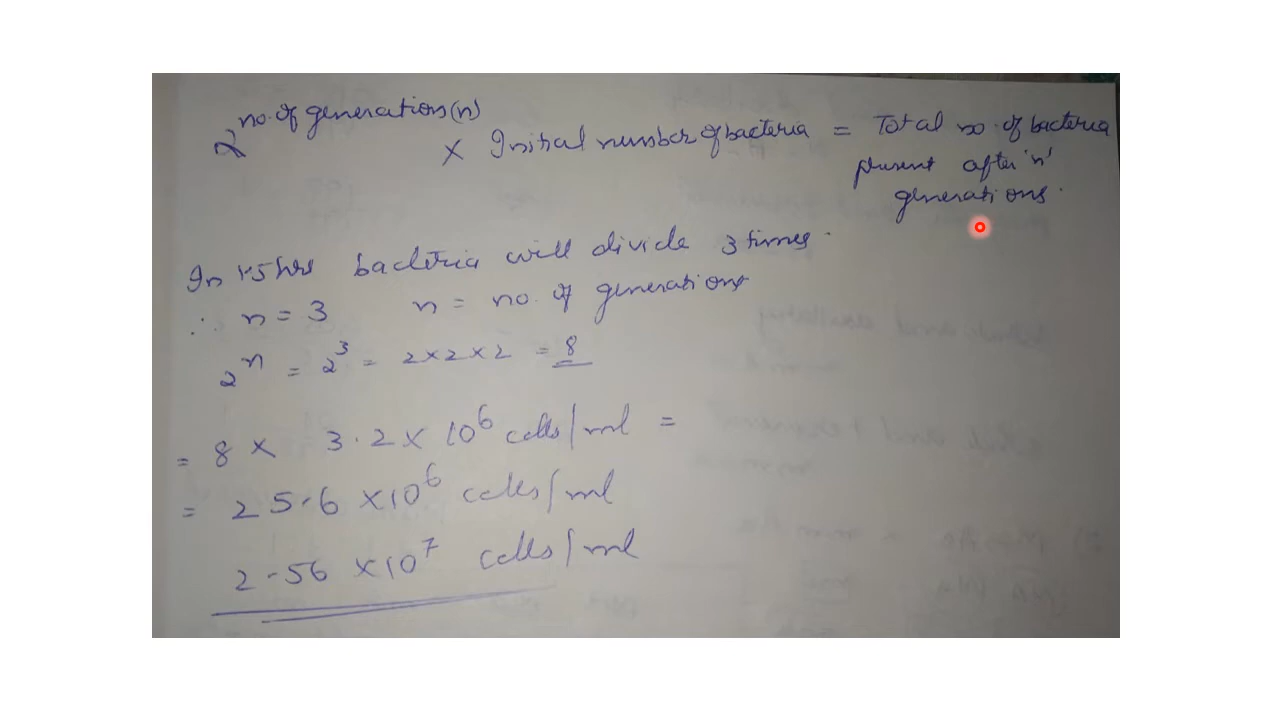 2^no. of generations(n) × Initial number of bacteria = Total no. of bacteria
present after 'n'
generations.
In 1.5 hrs bacteria will divide 3 times.
∴ n = 3 n = no. of generations
2^n = 2^3 = 2×2×2 = 8
= 8 × 3.2 × 10^6 cells/ml =
= 25.6 ×10^6 cells/ml
2.56 ×10^7 cells/ml